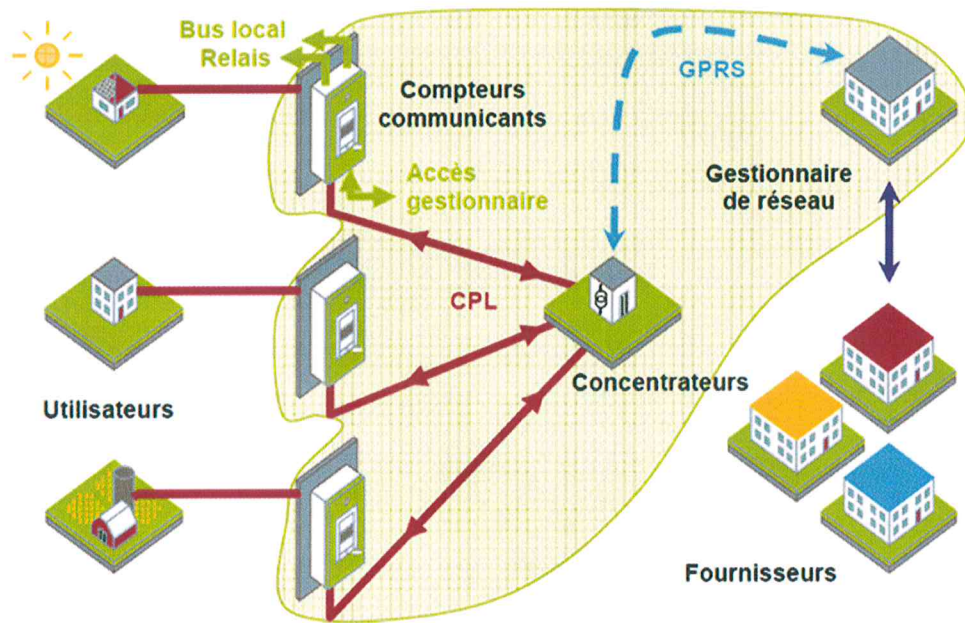 Bus local
Relais
Compteurs
communicants
GPRS
Accès
gestionnaire
Gestionnaire
de réseau
CPL
Utilisateurs
Concentrateurs
Fournisseurs